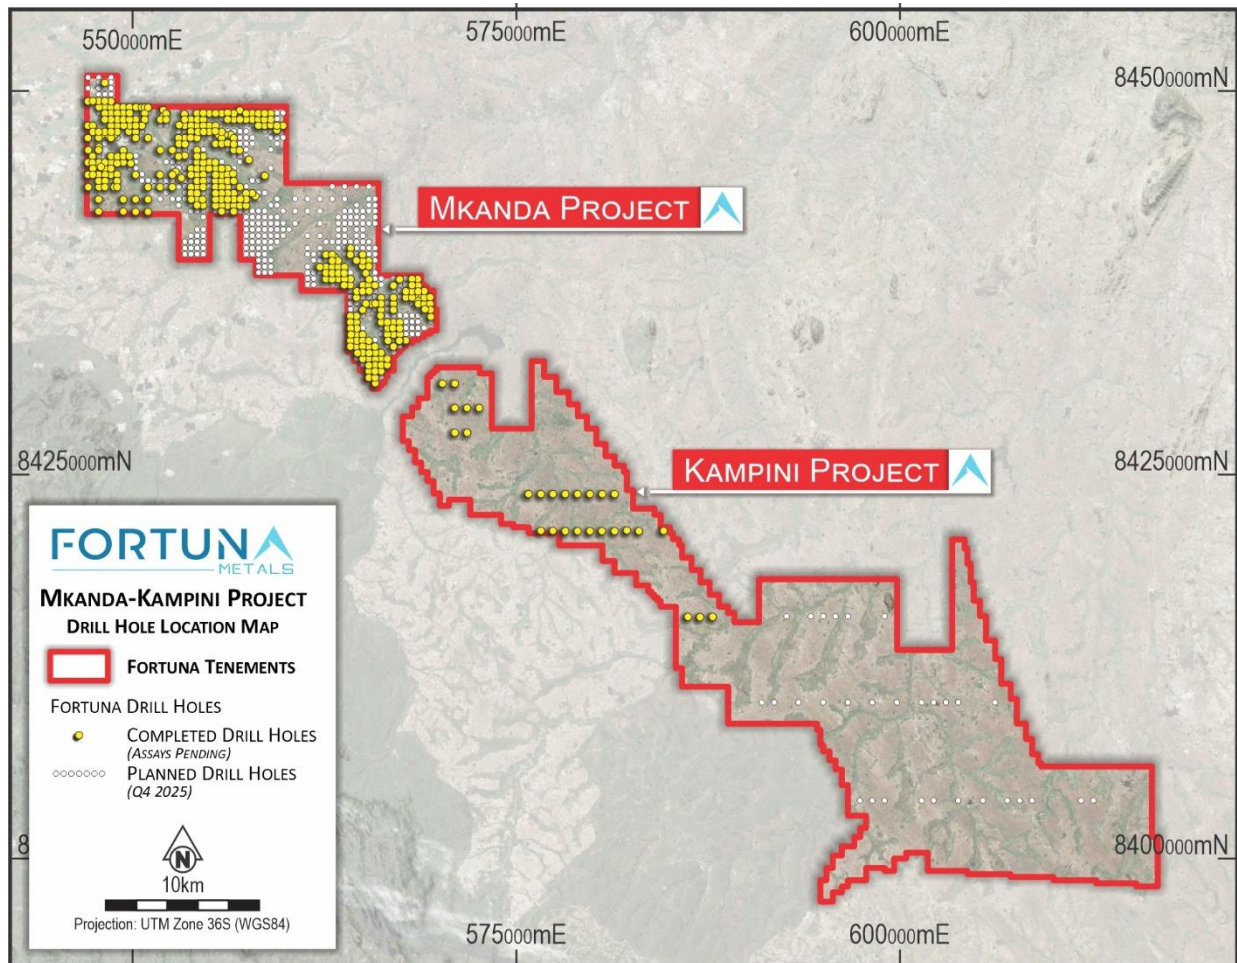 550000mE
575000mE
600000mE
8450000mN
MKANDA PROJECT
8425000mN
KAMPINI PROJECT
8425000mN
FORTUNA
METALS
MKANDA-KAMPINI PROJECT
DRILL HOLE LOCATION MAP
FORTUNA TENEMENTS
FORTUNA DRILL HOLES
COMPLETED DRILL HOLES
(ASSAYS PENDING)
PLANNED DRILL HOLES
(Q4 2025)
N
10km
Projection: UTM Zone 36S (WGS84)
8400000mN
575000mE
600000mE